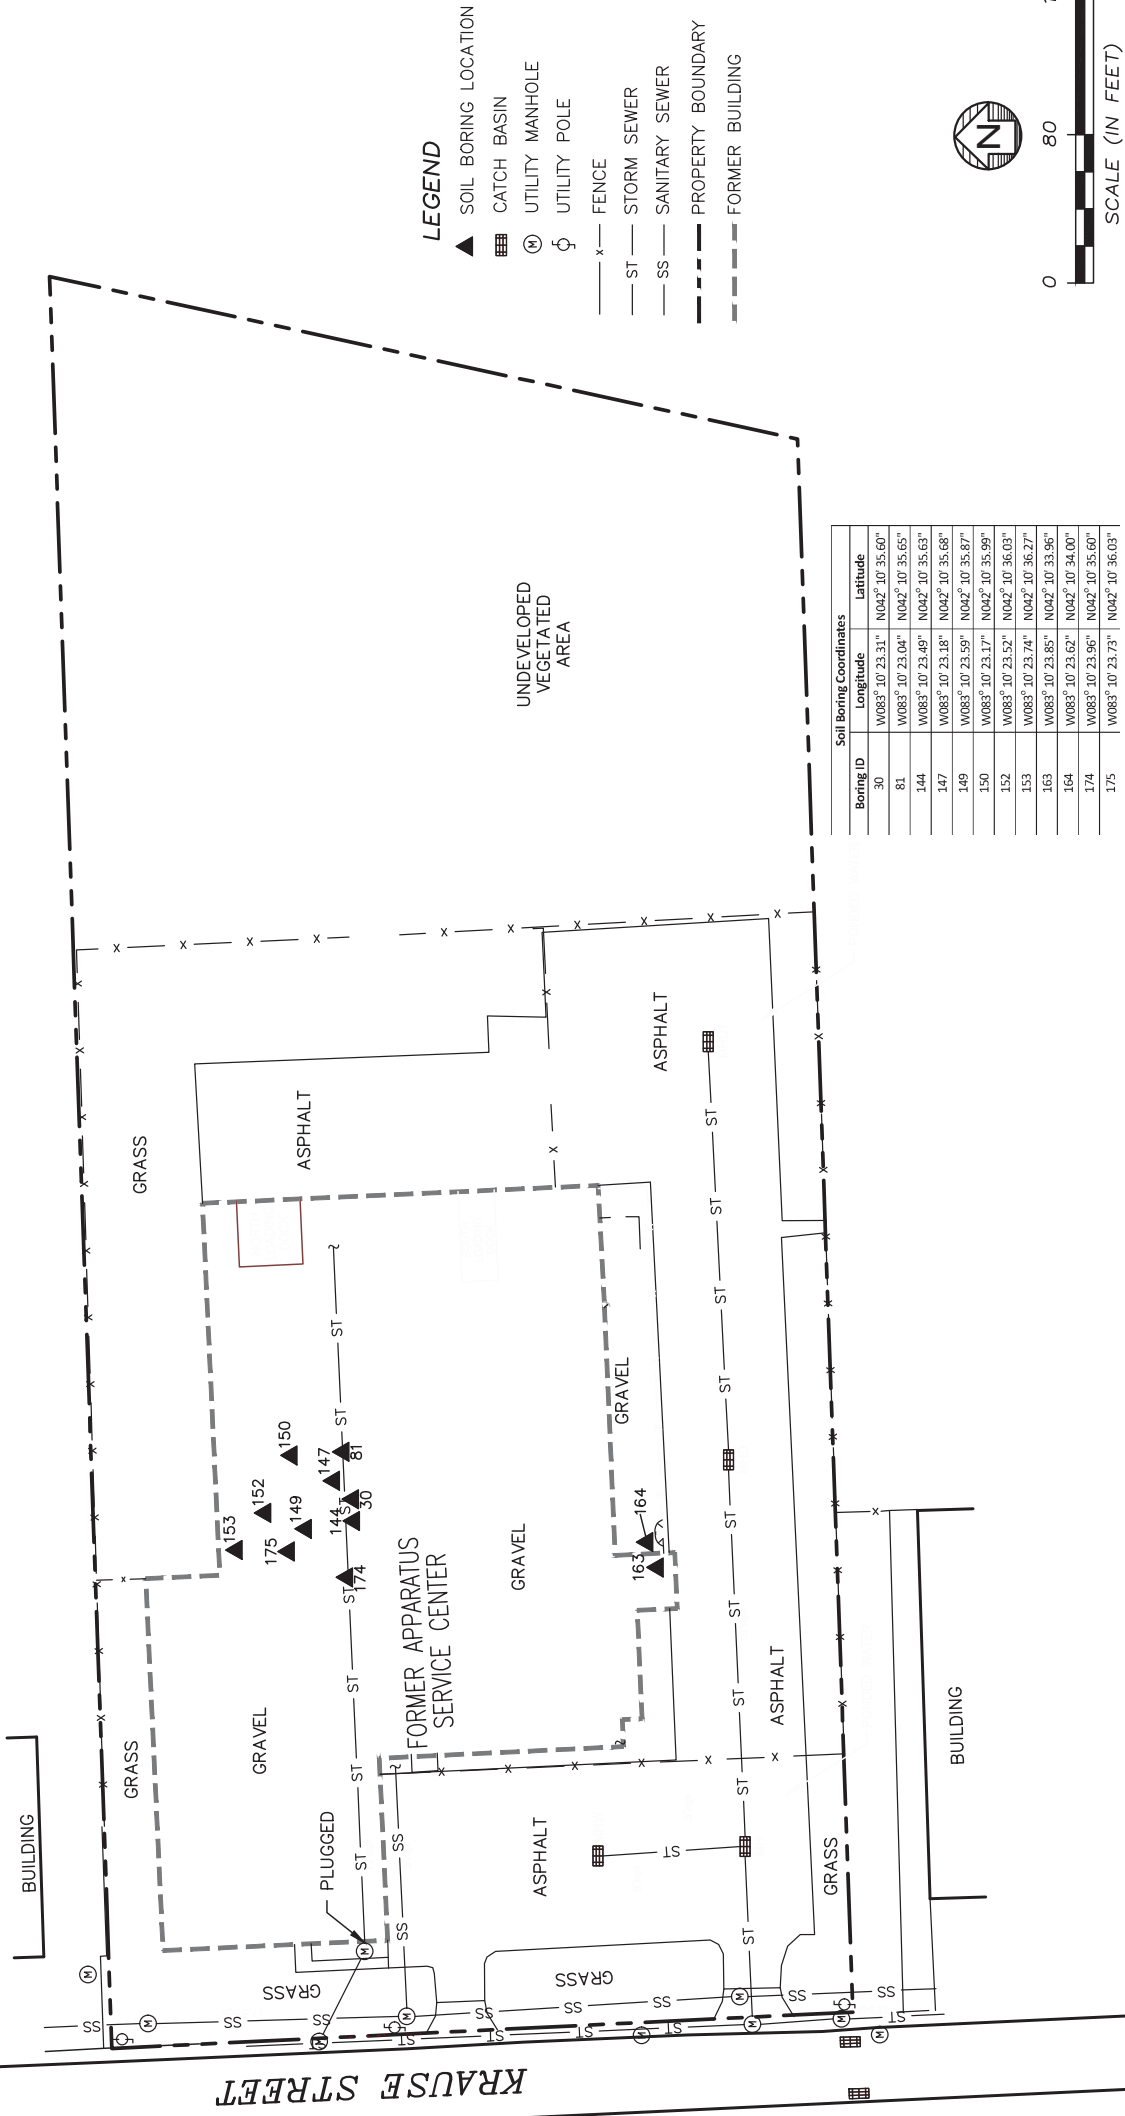 LEGEND
SOIL BORING LOCATION
CATCH BASIN
M
UTILITY MANHOLE
UTILITY POLE
x
FENCE
ST
STORM SEWER
SS
SANITARY SEWER
PROPERTY BOUNDARY
FORMER BUILDING
N
0
80
SCALE (IN FEET)
BUILDING
GRASS
GRASS
ASPHALT
UNDEVELOPED
VEGETATED
AREA
GRAVEL
153
152
150
175
149
147
144
81
30
174
PLUGGED
FORMER APPARATUS
SERVICE CENTER
GRAVEL
GRAVEL
ASPHALT
163
164
ASPHALT
ASPHALT
GRASS
GRASS
GRASS
BUILDING
KRAUSE STREET
Soil Boring Coordinates
Boring ID Longitude Latitude
30 W083° 10' 23.31" N042° 10' 35.60"
81 W083° 10' 23.04" N042° 10' 35.65"
144 W083° 10' 23.49" N042° 10' 35.63"
147 W083° 10' 23.18" N042° 10' 35.68"
149 W083° 10' 23.59" N042° 10' 35.87"
150 W083° 10' 23.17" N042° 10' 35.99"
152 W083° 10' 23.52" N042° 10' 36.03"
153 W083° 10' 23.74" N042° 10' 36.27"
163 W083° 10' 23.85" N042° 10' 33.96"
164 W083° 10' 23.62" N042° 10' 34.00"
174 W083° 10' 23.96" N042° 10' 35.60"
175 W083° 10' 23.73" N042° 10' 36.03"